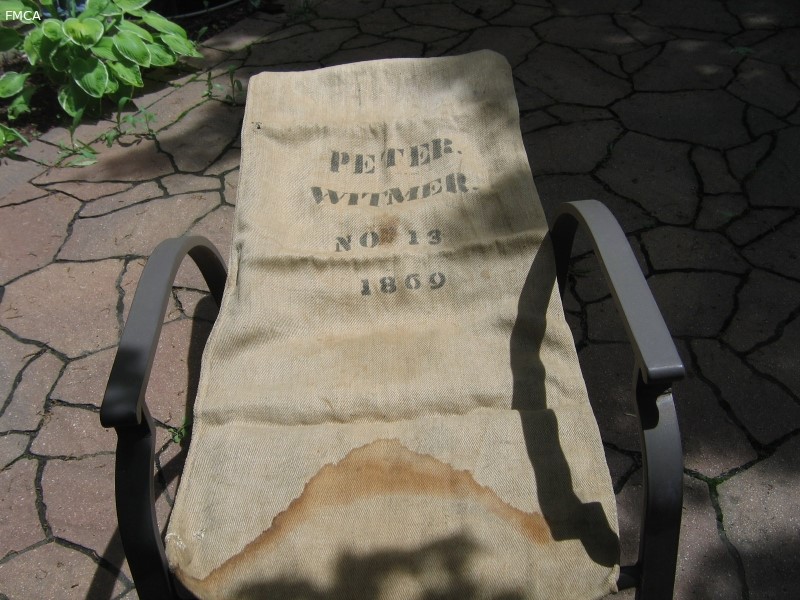 FMCA
PETER.
WITMER.
NO 13
1869